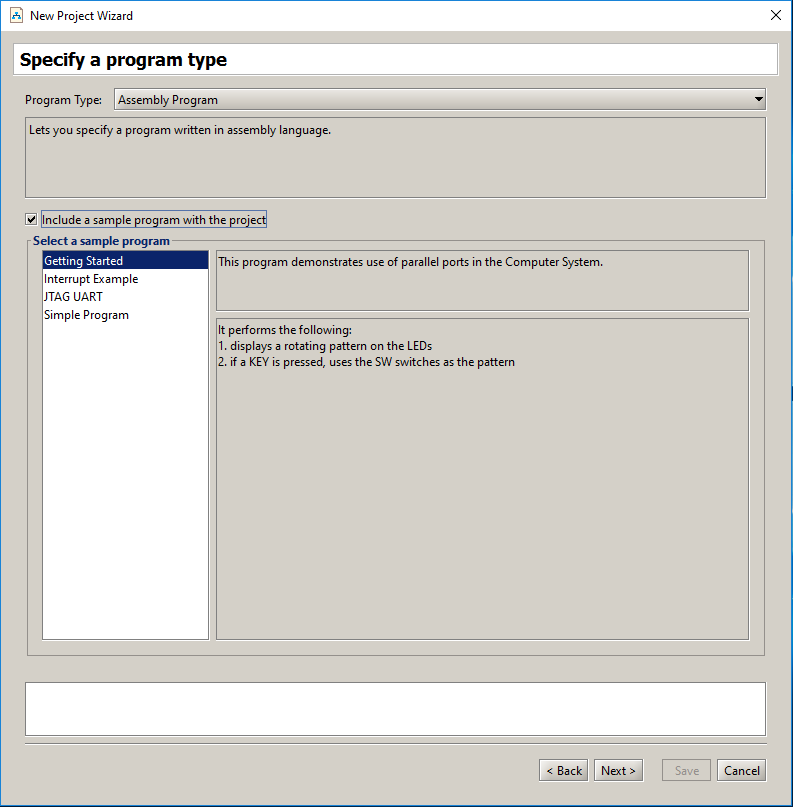 New Project Wizard
Specify a program type
Program Type: Assembly Program
Lets you specify a program written in assembly language.
Include a sample program with the project
Select a sample program
Getting Started
Interrupt Example
JTAG UART
Simple Program
This program demonstrates use of parallel ports in the Computer System.
It performs the following:
1. displays a rotating pattern on the LEDs
2. if a KEY is pressed, uses the SW switches as the pattern
< Back Next > Save Cancel